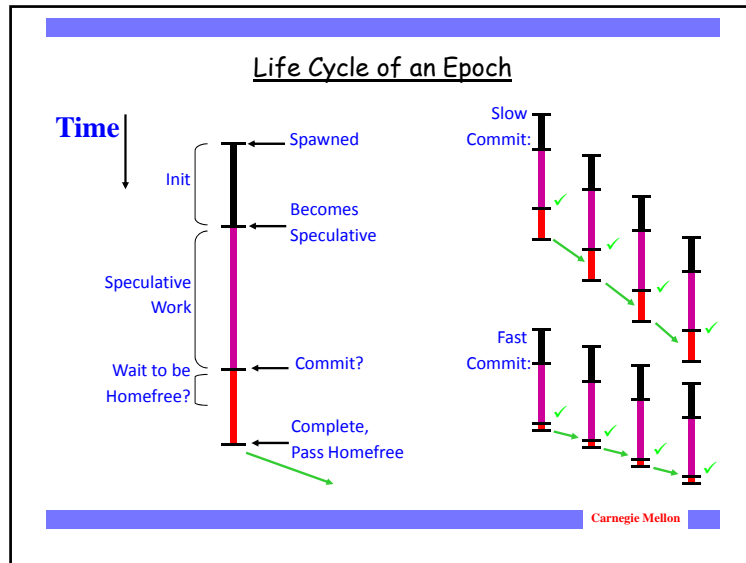 Life Cycle of an Epoch
Time
Spawned
Init
Becomes
Speculative
Speculative
Work
Wait to be
Homefree?
Commit?
Complete,
Pass Homefree
Slow
Commit:
Fast
Commit:
Carnegie Mellon